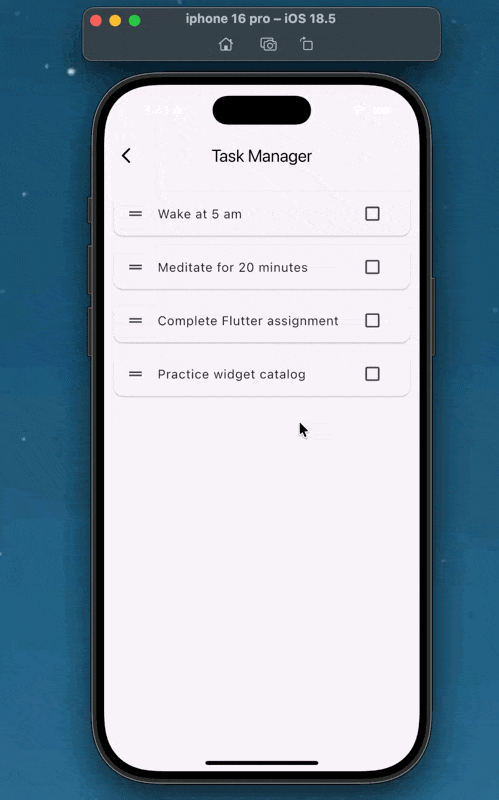 iphone 16 pro – iOS 18.5
Task Manager
Wake at 5 am
Meditate for 20 minutes
Complete Flutter assignment
Practice widget catalog